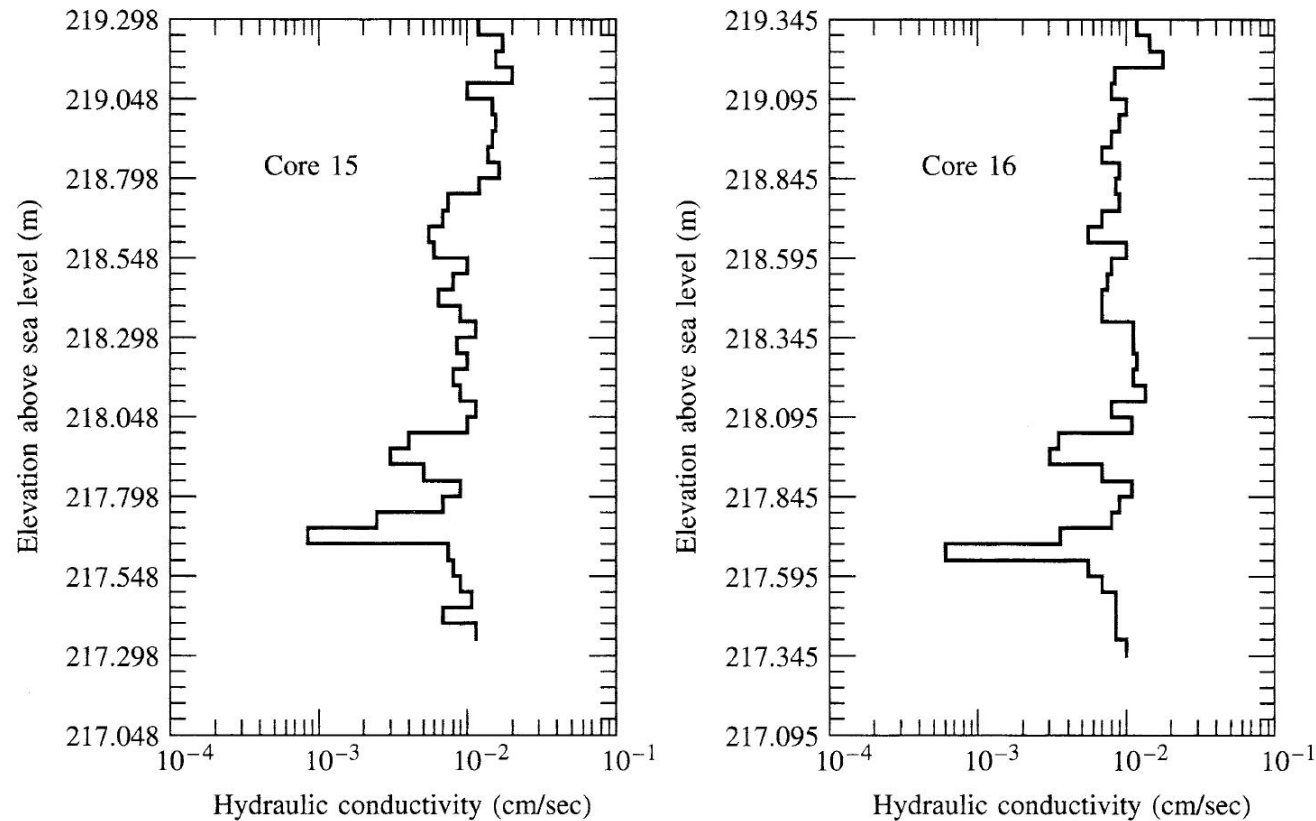 219.298
219.048
218.798
218.548
218.298
218.048
217.798
217.548
217.298
217.048
Elevation above sea level (m)
Core 15
10⁻⁴ 10⁻³ 10⁻² 10⁻¹
Hydraulic conductivity (cm/sec)
219.345
219.095
218.845
218.595
218.345
218.095
217.845
217.595
217.345
217.095
Elevation above sea level (m)
Core 16
10⁻⁴ 10⁻³ 10⁻² 10⁻¹
Hydraulic conductivity (cm/sec)